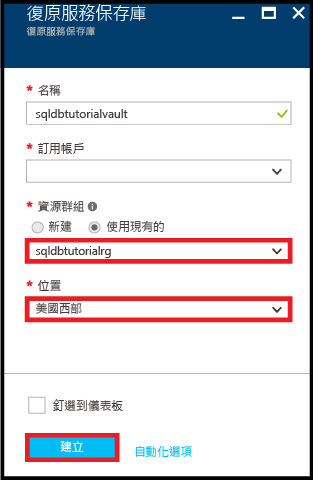 復原服務保存庫
復原服務保存庫
* 名稱
sqldbtutorialvault
* 訂用帳戶
* 資源群組
新建 使用現有的
sqldbtutorialrg
* 位置
美國西部
釘選到儀表板
建立 自動化選項